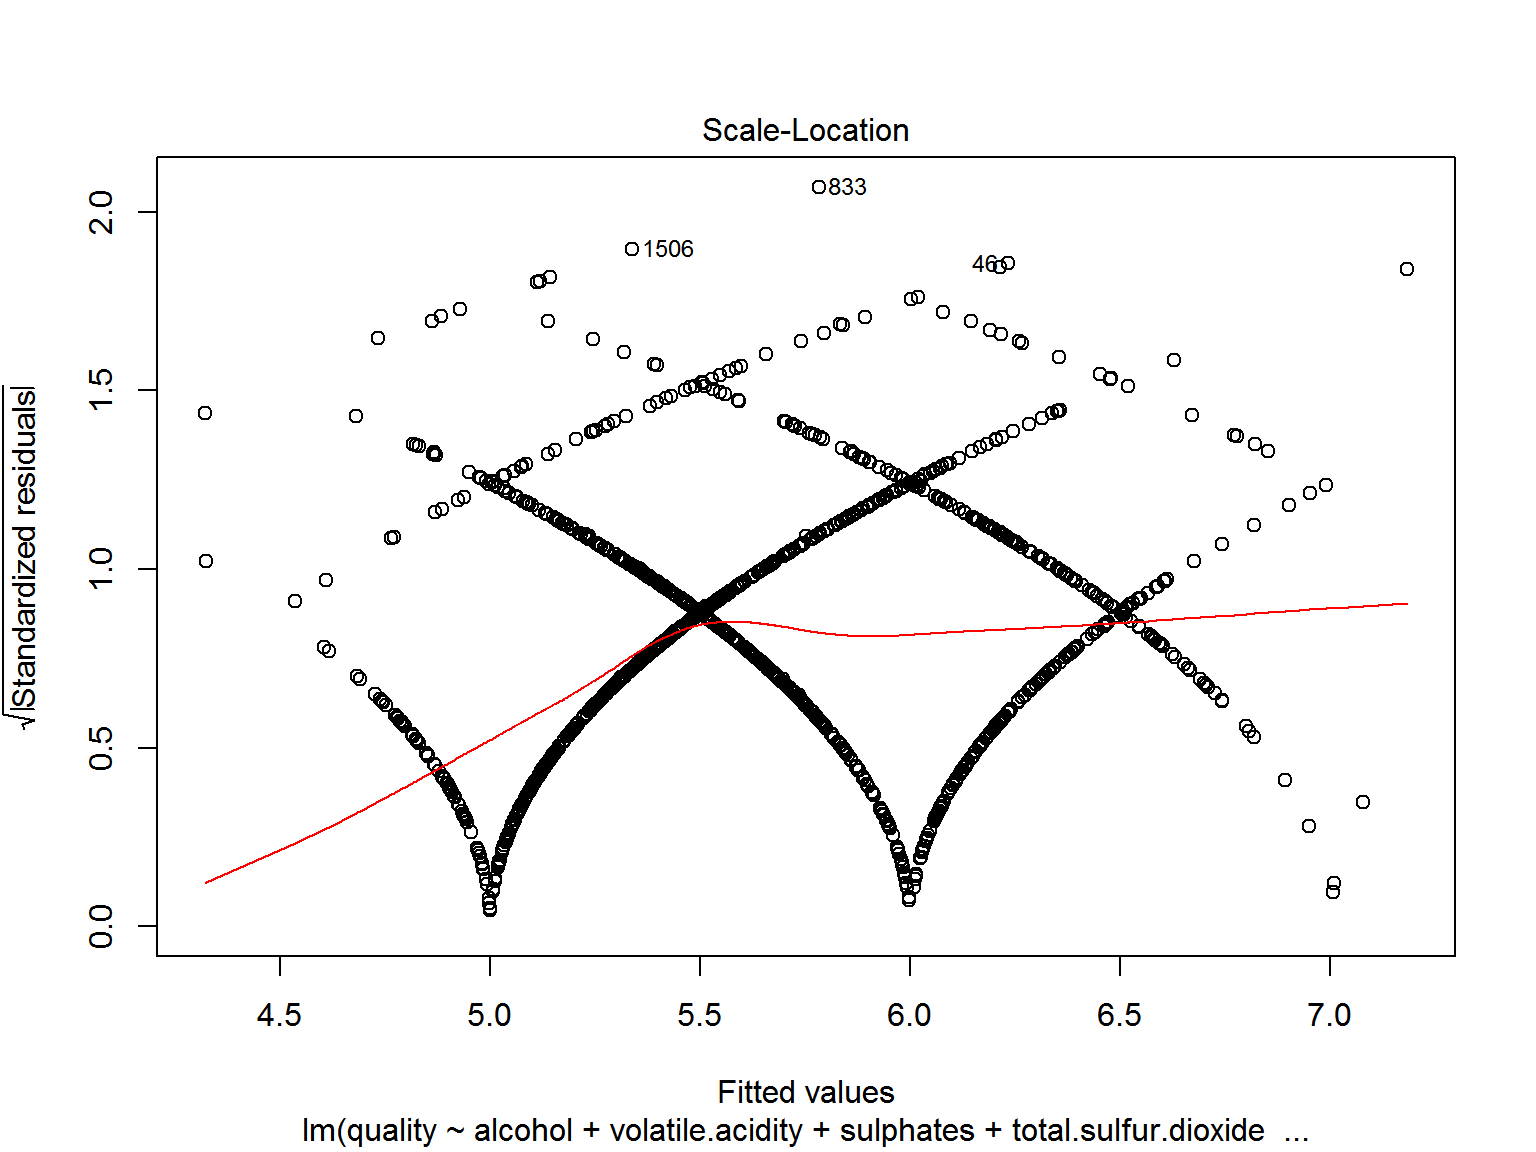 Scale-Location
√|Standardized residuals|
2.0
1.5
1.0
0.5
0.0
833
1506
46
4.5 5.0 5.5 6.0 6.5 7.0
Fitted values
lm(quality ~ alcohol + volatile.acidity + sulphates + total.sulfur.dioxide ...